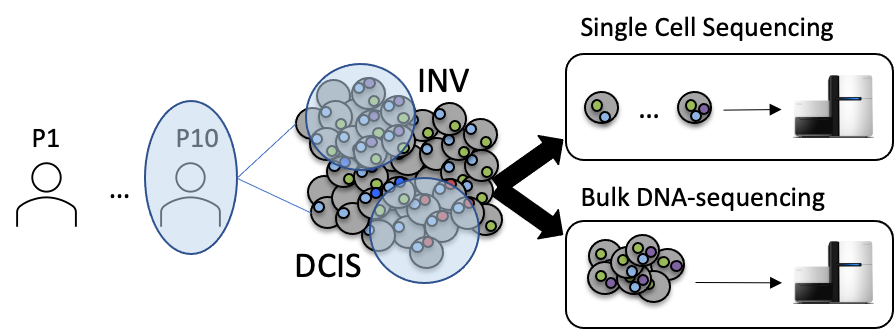 Single Cell Sequencing
INV
P1
P10
...
...
Bulk DNA-sequencing
DCIS